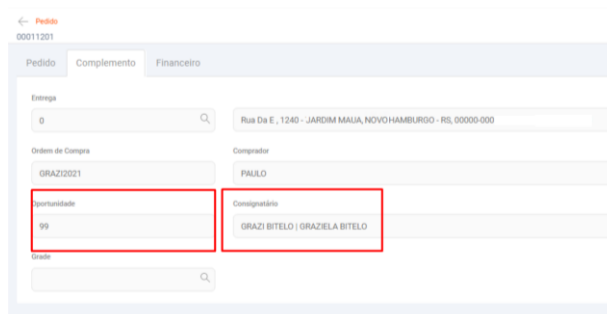 ← Pedido
00011201
Pedido Complemento Financeiro
Entrega
0 Rua Da E , 1240 - JARDIM MAUA, NOVO HAMBURGO - RS, 00000-000
Ordem de Compra Comprador
GRAZI2021 PAULO
Oportunidade Consignatário
99 GRAZI BITELO | GRAZIELA BITELO
Grade